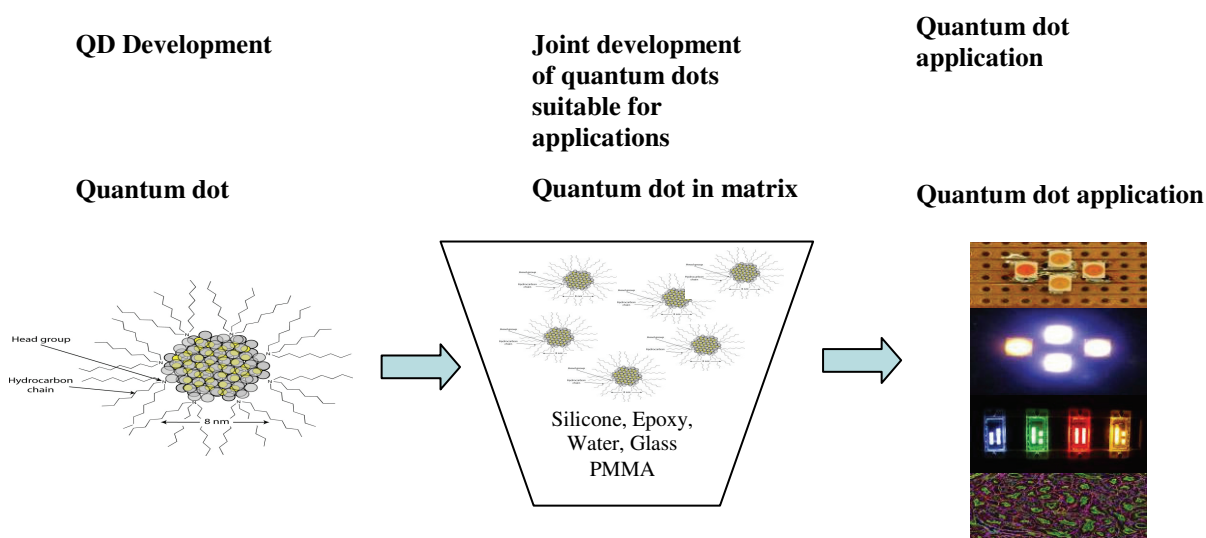 QD Development
Joint development
of quantum dots
suitable for
applications
Quantum dot
application
Quantum dot
Quantum dot in matrix
Quantum dot application
Head group
Hydrocarbon
chain
N
N
N
N
N
N
N
N
8 nm
Silicone, Epoxy,
Water, Glass
PMMA